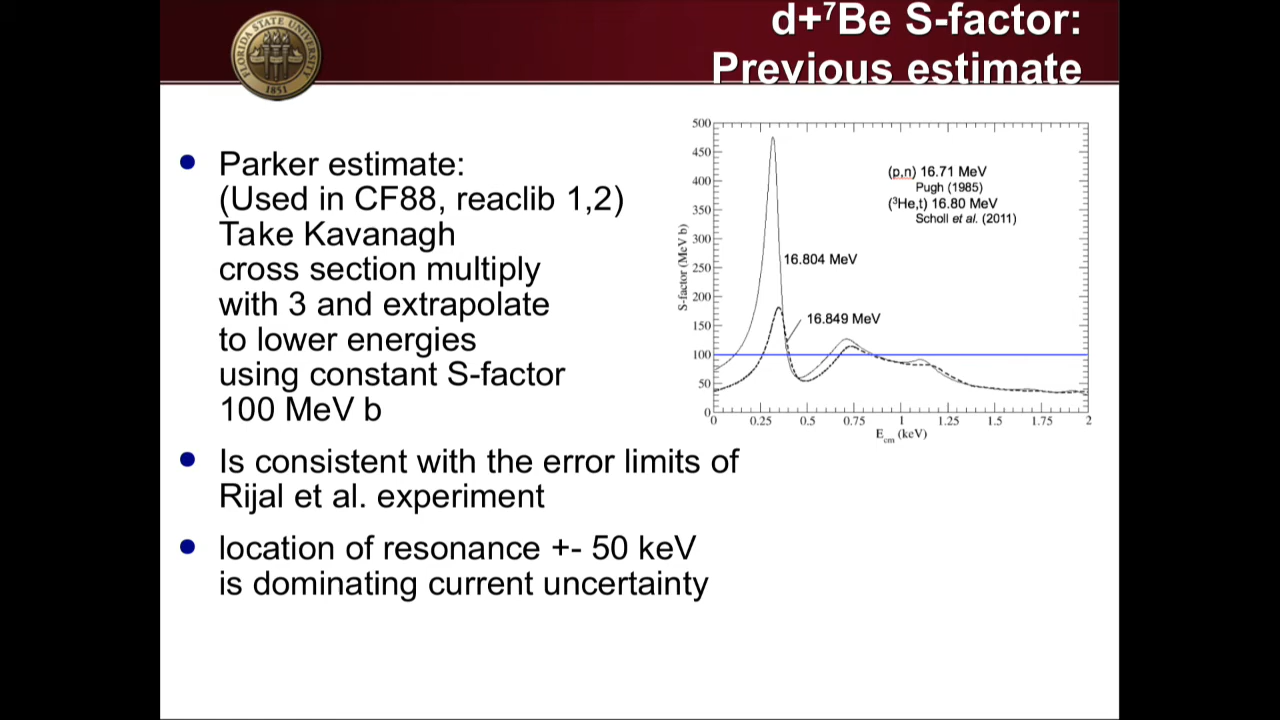 d+⁷Be S-factor:
Previous estimate
FLORIDA STATE UNIVERSITY
1851
• Parker estimate:
(Used in CF88, reaclib 1,2)
Take Kavanagh
cross section multiply
with 3 and extrapolate
to lower energies
using constant S-factor
100 MeV b
• Is consistent with the error limits of
Rijal et al. experiment
• location of resonance +- 50 keV
is dominating current uncertainty
500
450
400
350
300
250
200
150
100
50
0
S-factor (MeV b)
(p,n) 16.71 MeV
Pugh (1985)
(³He,t) 16.80 MeV
Scholl et al. (2011)
16.804 MeV
16.849 MeV
0 0.25 0.5 0.75 1 1.25 1.5 1.75 2
E_cm (keV)